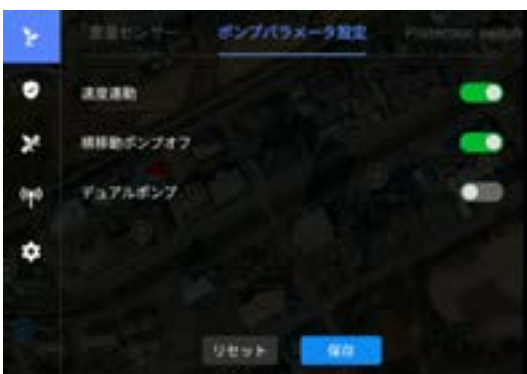 重量センサー ポンプパラメータ設定 Protection switch
速度連動
横移動ポンプオフ
デュアルポンプ
リセット 保存